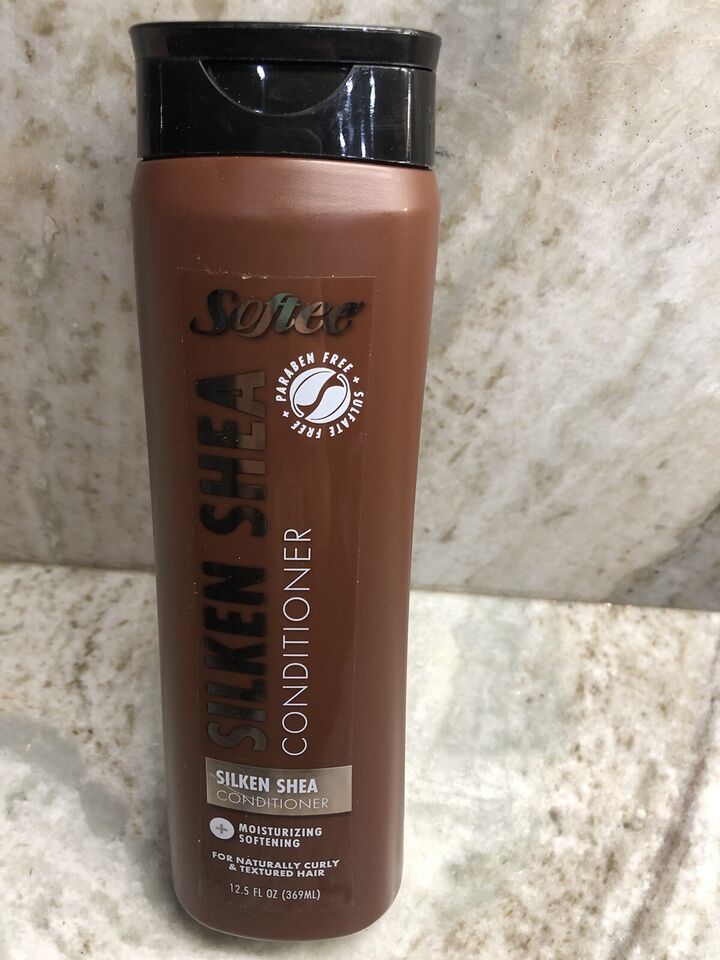 Softee
PARABEN FREE + SULFATE FREE +
SILKEN SHEA
CONDITIONER
SILKEN SHEA
CONDITIONER
+ MOISTURIZING
SOFTENING
FOR NATURALLY CURLY
& TEXTURED HAIR
12.5 FL OZ (369ML)